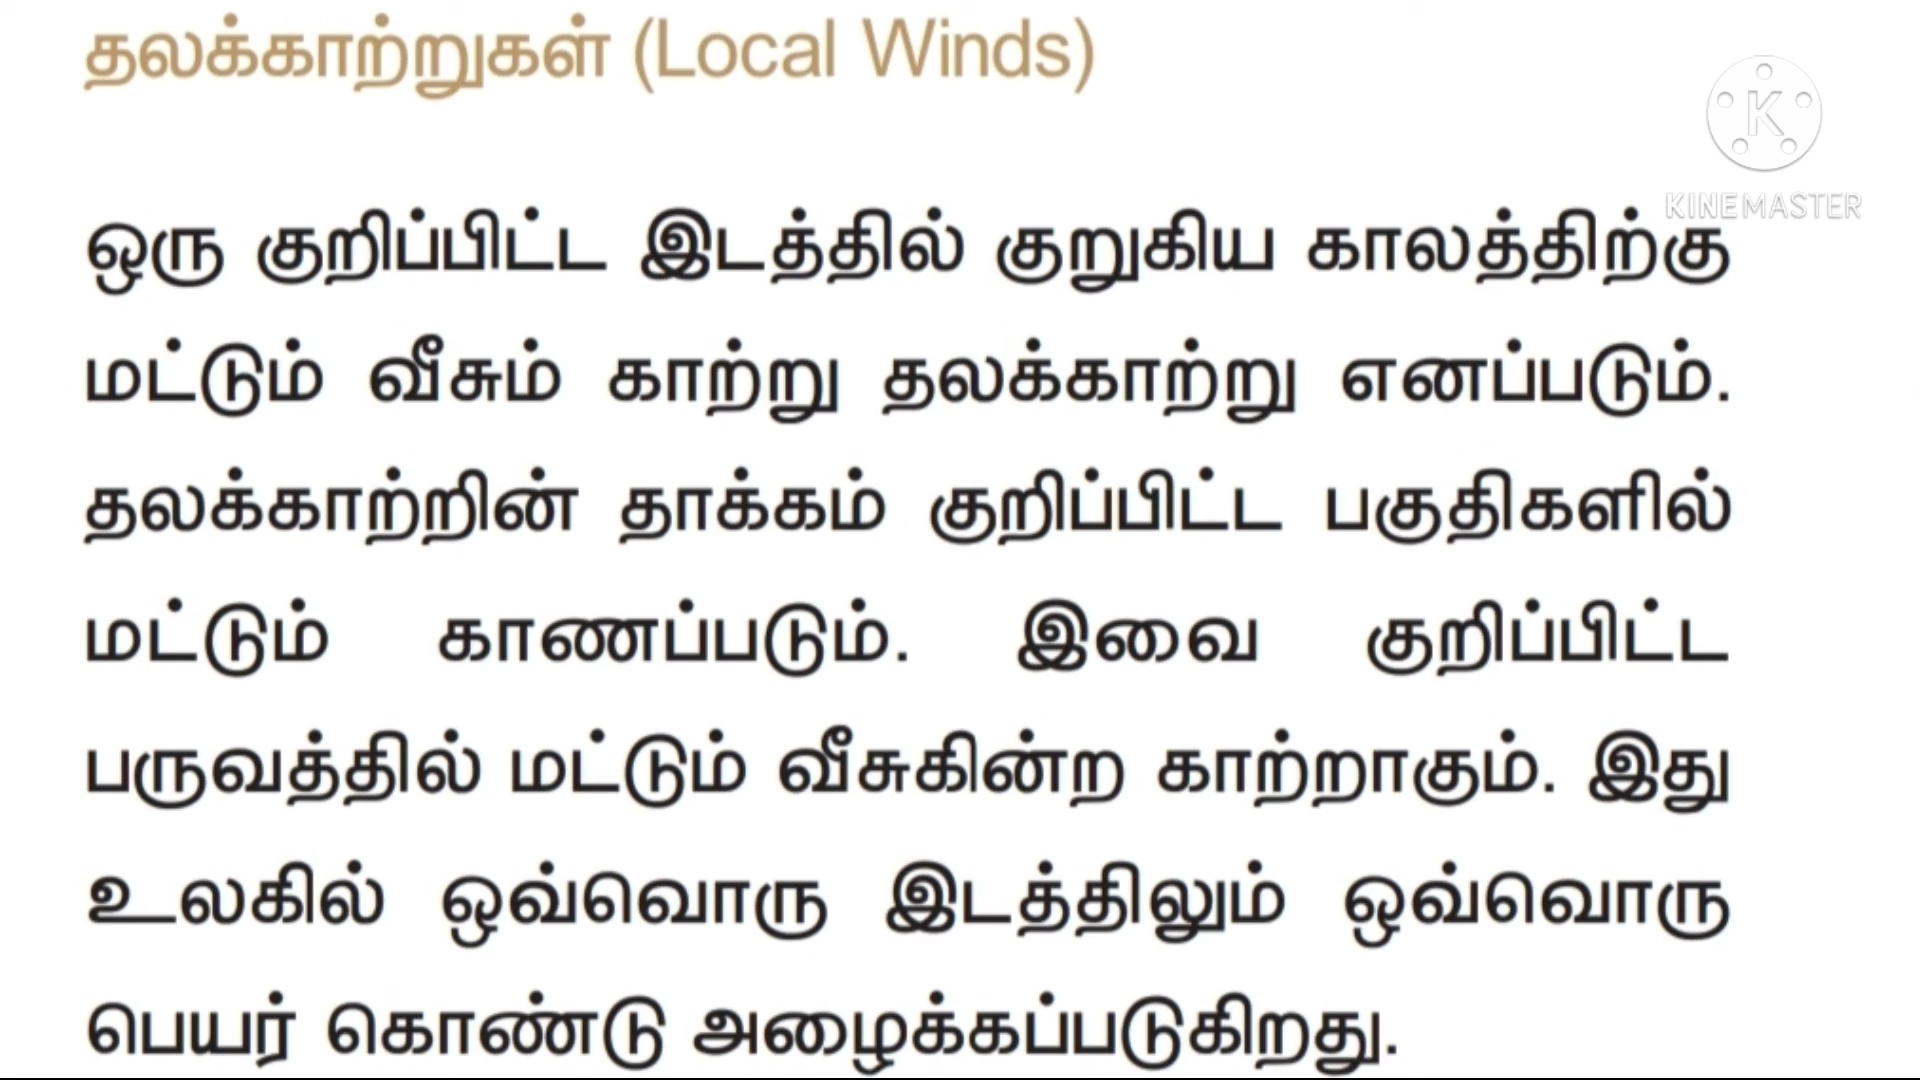 தலக்காற்றுகள் (Local Winds)
KINEMASTER
ஒரு குறிப்பிட்ட இடத்தில் குறுகிய காலத்திற்கு
மட்டும் வீசும் காற்று தலக்காற்று எனப்படும்.
தலக்காற்றின் தாக்கம் குறிப்பிட்ட பகுதிகளில்
மட்டும் காணப்படும். இவை குறிப்பிட்ட
பருவத்தில் மட்டும் வீசுகின்ற காற்றாகும். இது
உலகில் ஒவ்வொரு இடத்திலும் ஒவ்வொரு
பெயர் கொண்டு அழைக்கப்படுகிறது.